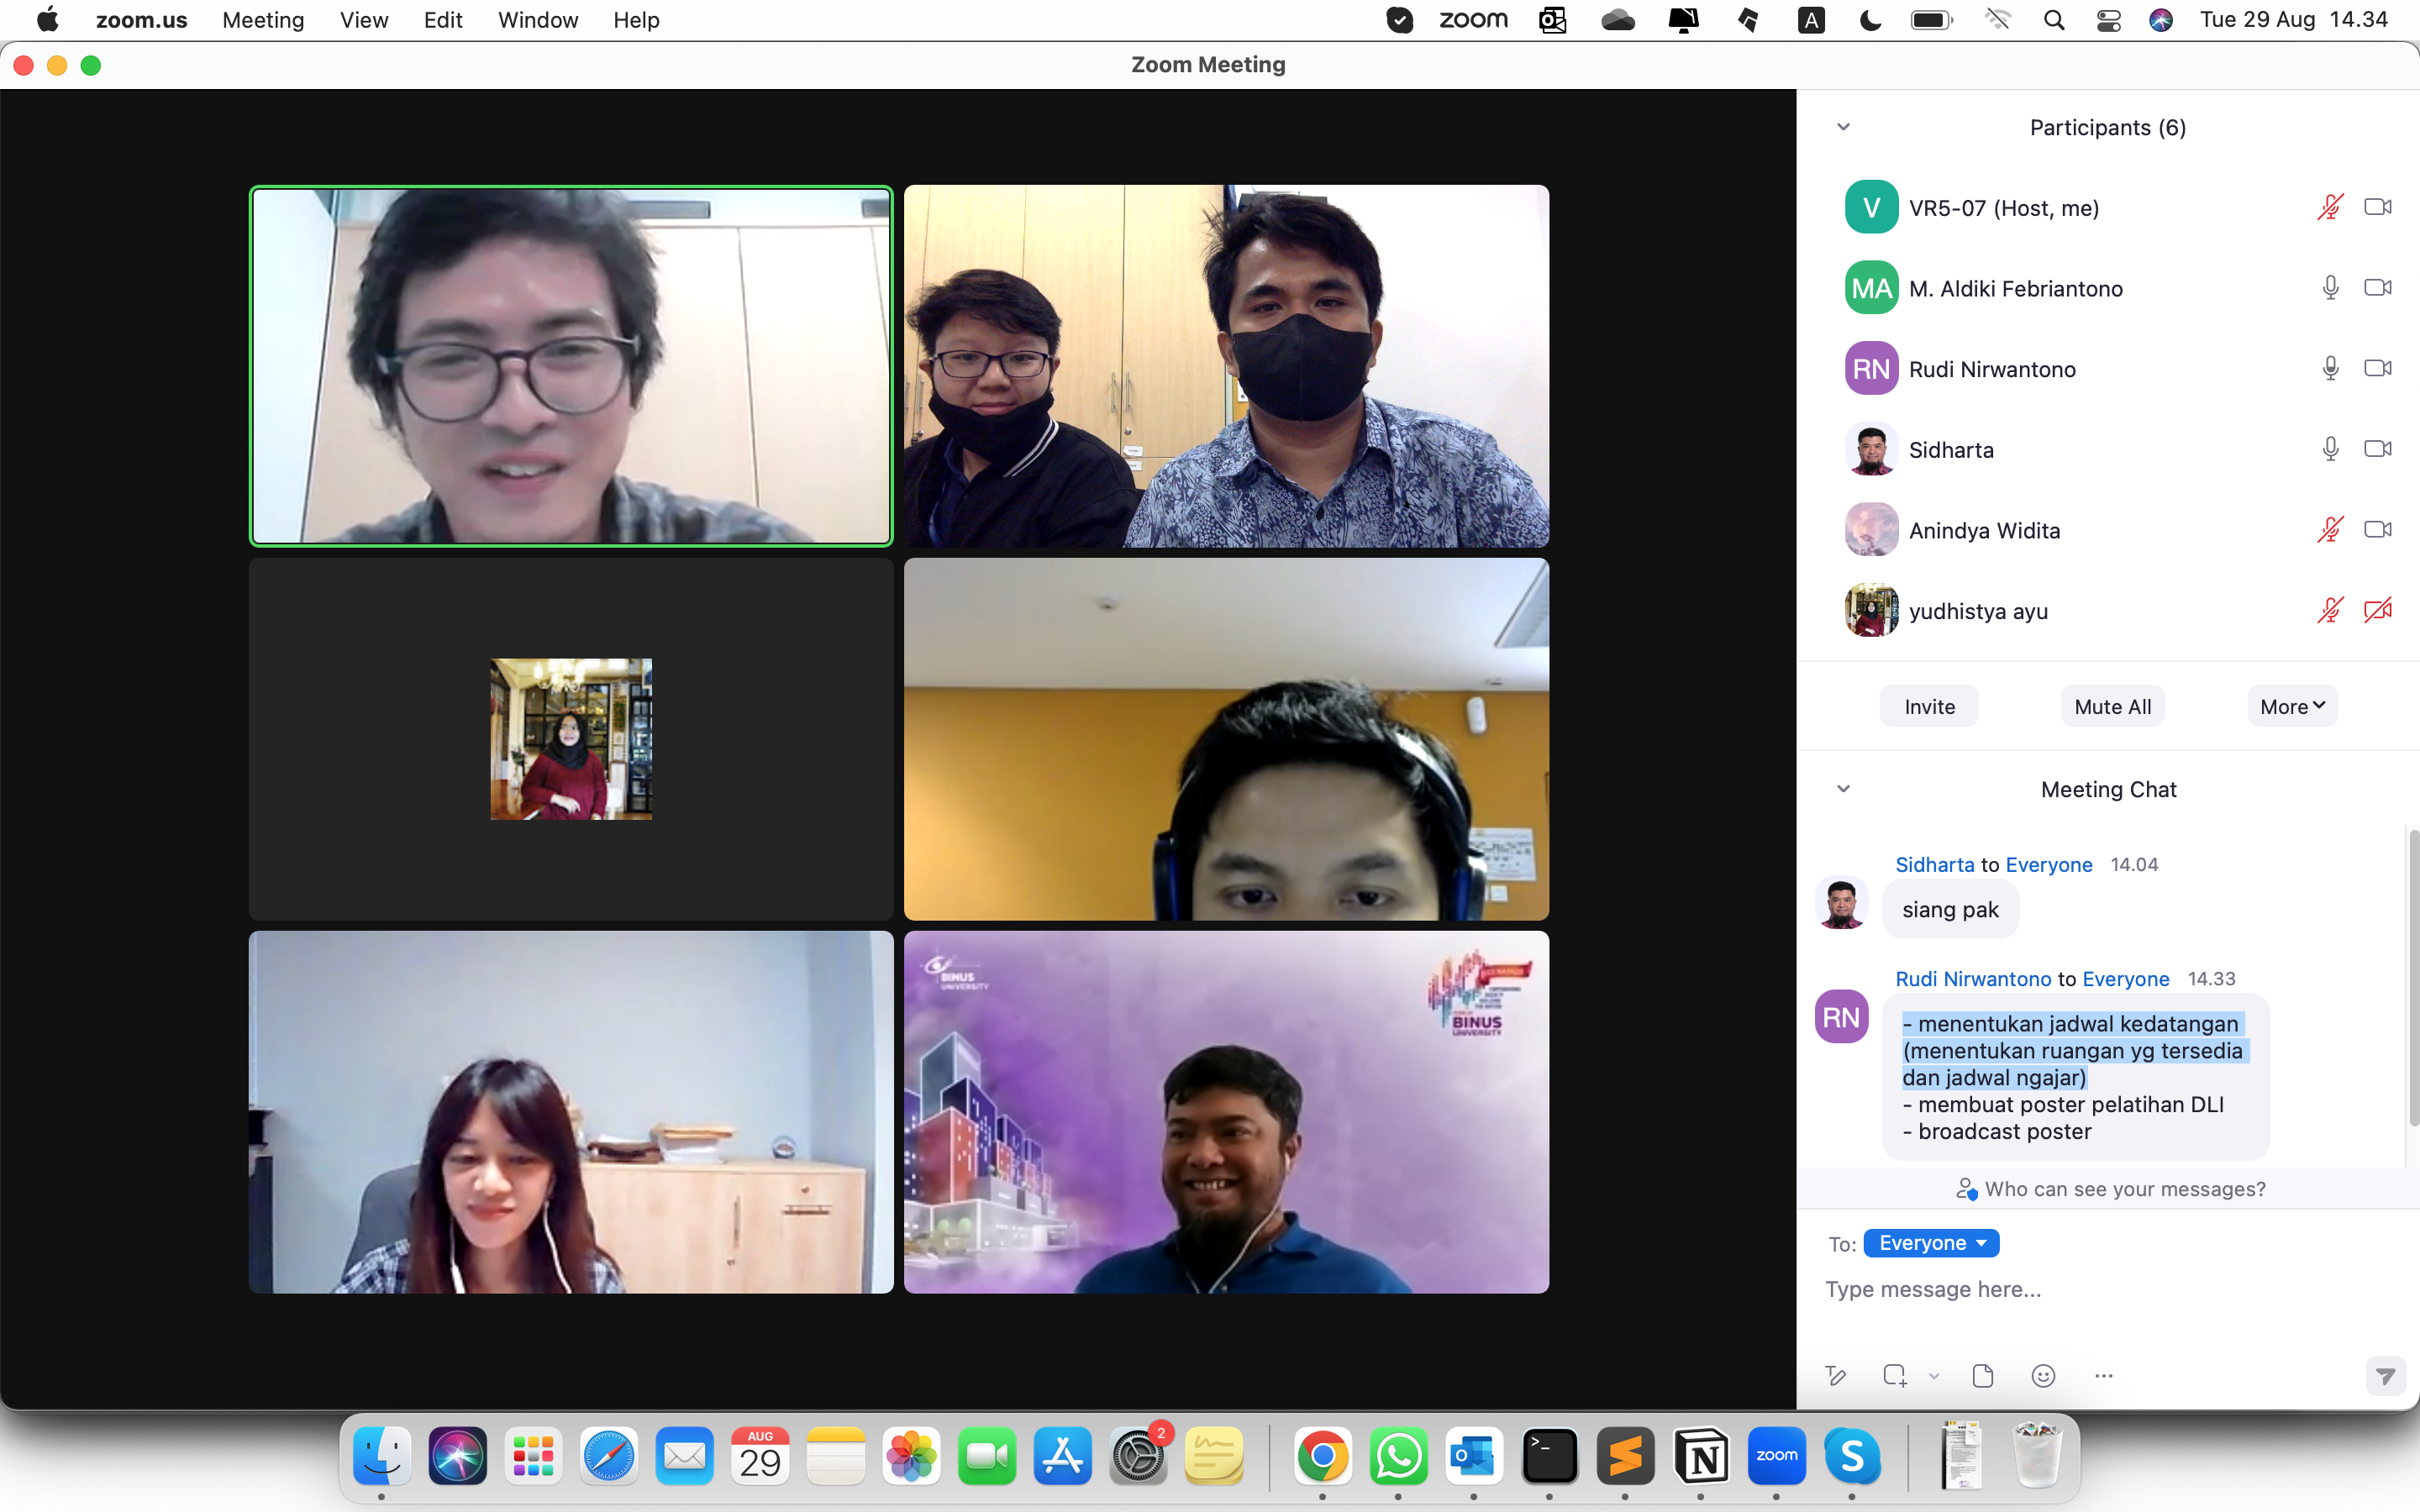 zoom.us Meeting View Edit Window Help
zoom A Tue 29 Aug 14.34
Zoom Meeting
Participants (6)
V VR5-07 (Host, me)
MA M. Aldiki Febriantono
RN Rudi Nirwantono
Sidharta
Anindya Widita
yudhistya ayu
Invite Mute All More
Meeting Chat
Sidharta to Everyone 14.04
siang pak
Rudi Nirwantono to Everyone 14.33
RN
- menentukan jadwal kedatangan
(menentukan ruangan yg tersedia
dan jadwal ngajar)
- membuat poster pelatihan DLI
- broadcast poster
Who can see your messages?
To: Everyone
Type message here...
BINUS
UNIVERSITY
BINUS
UNIVERSITY
AUG
29
2
zoom